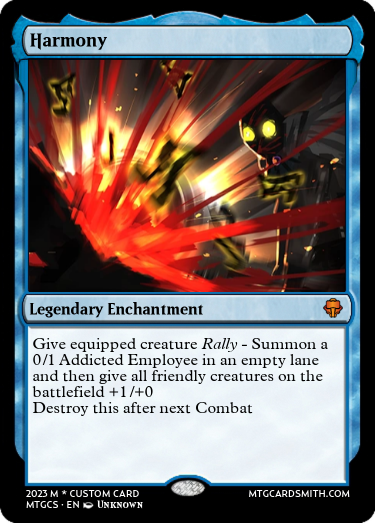 Harmony
Legendary Enchantment
Give equipped creature Rally - Summon a
0/1 Addicted Employee in an empty lane
and then give all friendly creatures on the
battlefield +1/+0
Destroy this after next Combat
2023 M * CUSTOM CARD
MTGCS · EN UNKNOWN
MTGCARDSMITH.COM